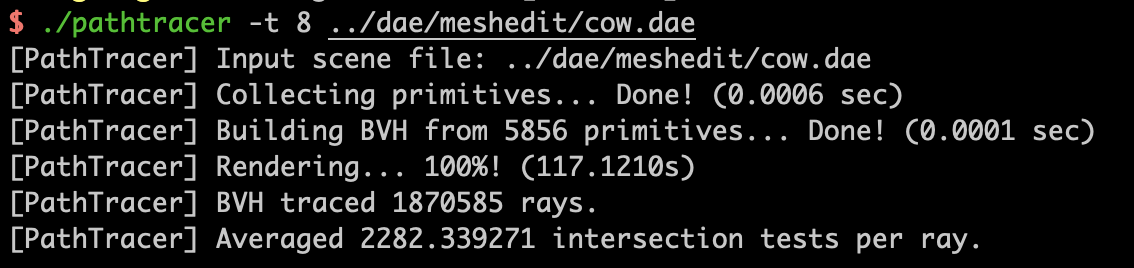 $ ./pathtracer -t 8 ../dae/meshedit/cow.dae
[PathTracer] Input scene file: ../dae/meshedit/cow.dae
[PathTracer] Collecting primitives... Done! (0.0006 sec)
[PathTracer] Building BVH from 5856 primitives... Done! (0.0001 sec)
[PathTracer] Rendering... 100%! (117.1210s)
[PathTracer] BVH traced 1870585 rays.
[PathTracer] Averaged 2282.339271 intersection tests per ray.